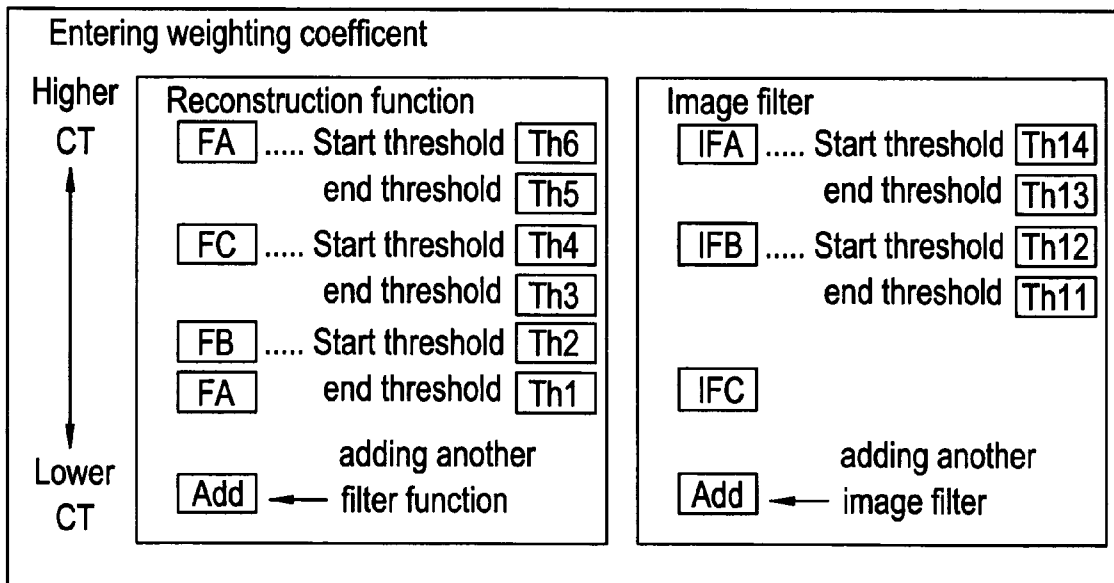 Entering weighting coefficent
Higher
CT
Lower
CT
Reconstruction function
FA ..... Start threshold Th6
end threshold Th5
FC ..... Start threshold Th4
end threshold Th3
FB ..... Start threshold Th2
FA end threshold Th1
adding another
Add filter function
Image filter
IFA ..... Start threshold Th14
end threshold Th13
IFB ..... Start threshold Th12
end threshold Th11
IFC
adding another
Add image filter